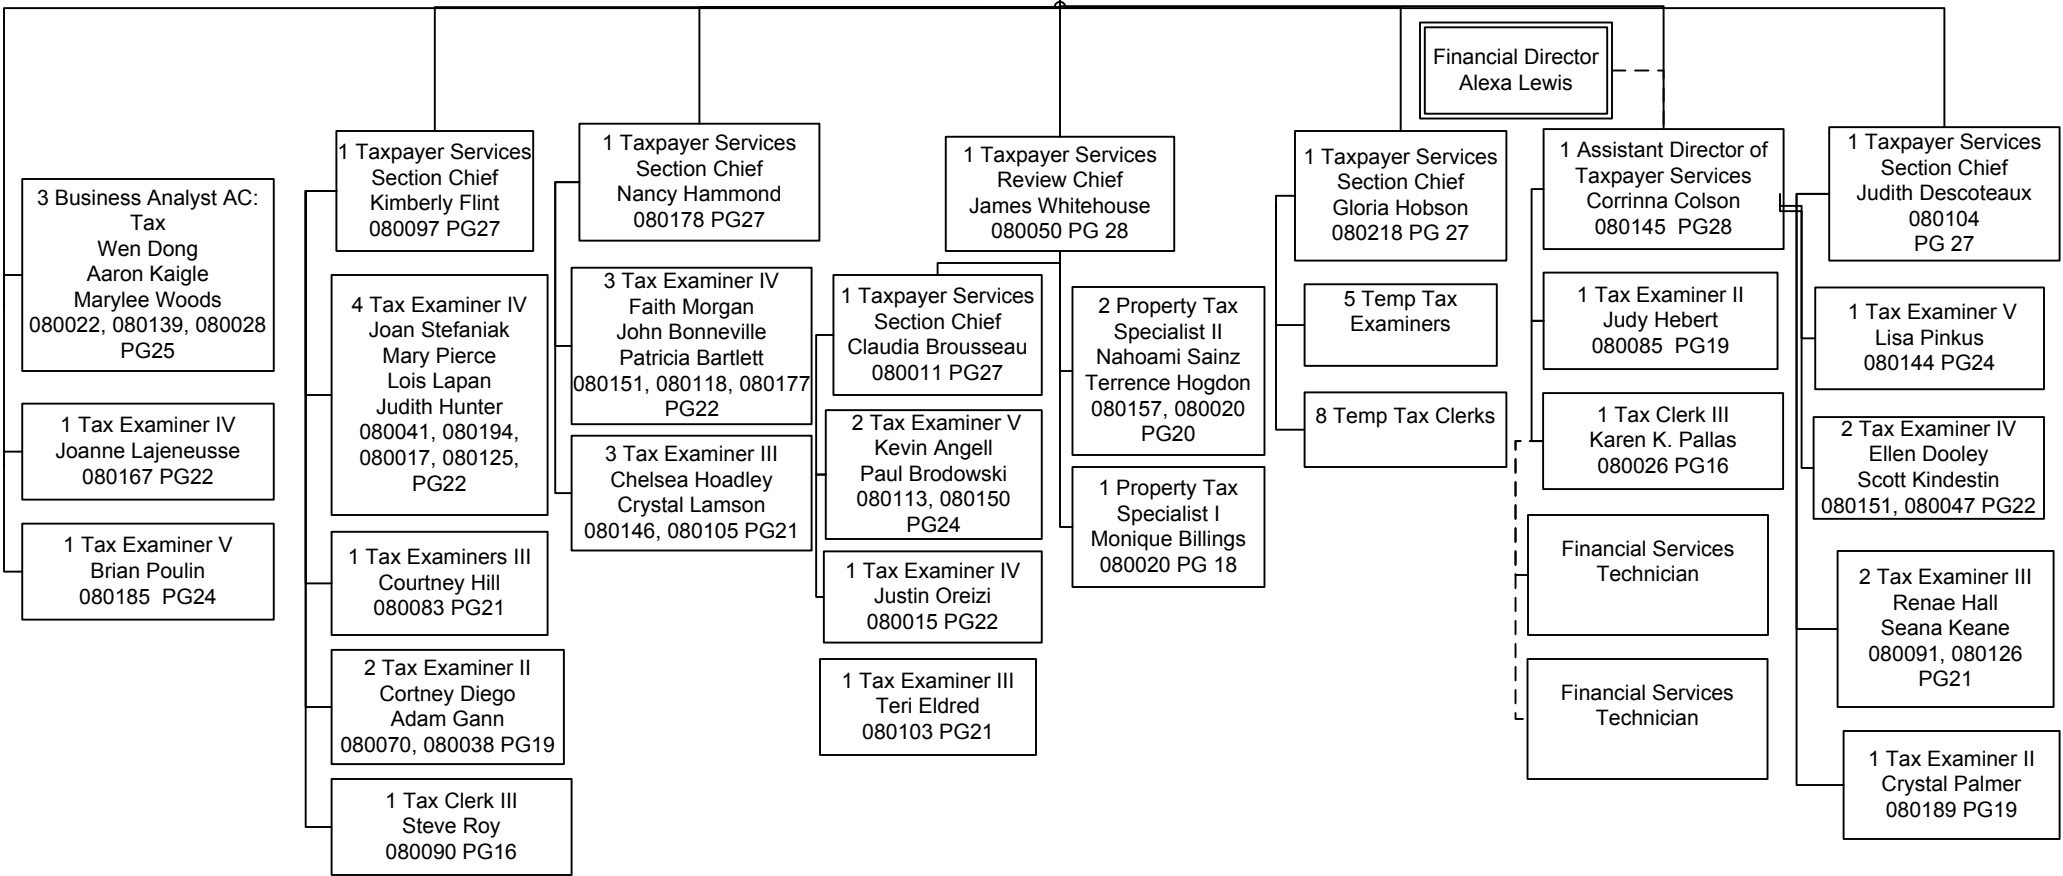 Financial Director
Alexa Lewis
3 Business Analyst AC:
Tax
Wen Dong
Aaron Kaigle
Marylee Woods
080022, 080139, 080028
PG25
1 Tax Examiner IV
Joanne Lajeneusse
080167 PG22
1 Tax Examiner V
Brian Poulin
080185 PG24
1 Taxpayer Services
Section Chief
Kimberly Flint
080097 PG27
4 Tax Examiner IV
Joan Stefaniak
Mary Pierce
Lois Lapan
Judith Hunter
080041, 080194,
080017, 080125,
PG22
1 Tax Examiners III
Courtney Hill
080083 PG21
2 Tax Examiner II
Cortney Diego
Adam Gann
080070, 080038 PG19
1 Tax Clerk III
Steve Roy
080090 PG16
1 Taxpayer Services
Section Chief
Nancy Hammond
080178 PG27
3 Tax Examiner IV
Faith Morgan
John Bonneville
Patricia Bartlett
080151, 080118, 080177
PG22
3 Tax Examiner III
Chelsea Hoadley
Crystal Lamson
080146, 080105 PG21
1 Taxpayer Services
Review Chief
James Whitehouse
080050 PG 28
1 Taxpayer Services
Section Chief
Claudia Brousseau
080011 PG27
2 Tax Examiner V
Kevin Angell
Paul Brodowski
080113, 080150
PG24
1 Tax Examiner IV
Justin Oreizi
080015 PG22
1 Tax Examiner III
Teri Eldred
080103 PG21
2 Property Tax
Specialist II
Nahoami Sainz
Terrence Hogdon
080157, 080020
PG20
1 Property Tax
Specialist I
Monique Billings
080020 PG 18
1 Taxpayer Services
Section Chief
Gloria Hobson
080218 PG 27
5 Temp Tax
Examiners
8 Temp Tax Clerks
1 Assistant Director of
Taxpayer Services
Corrinna Colson
080145 PG28
1 Tax Examiner II
Judy Hebert
080085 PG19
1 Tax Clerk III
Karen K. Pallas
080026 PG16
Financial Services
Technician
Financial Services
Technician
1 Taxpayer Services
Section Chief
Judith Descoteaux
080104
PG 27
1 Tax Examiner V
Lisa Pinkus
080144 PG24
2 Tax Examiner IV
Ellen Dooley
Scott Kindestin
080151, 080047 PG22
2 Tax Examiner III
Renae Hall
Seana Keane
080091, 080126
PG21
1 Tax Examiner II
Crystal Palmer
080189 PG19